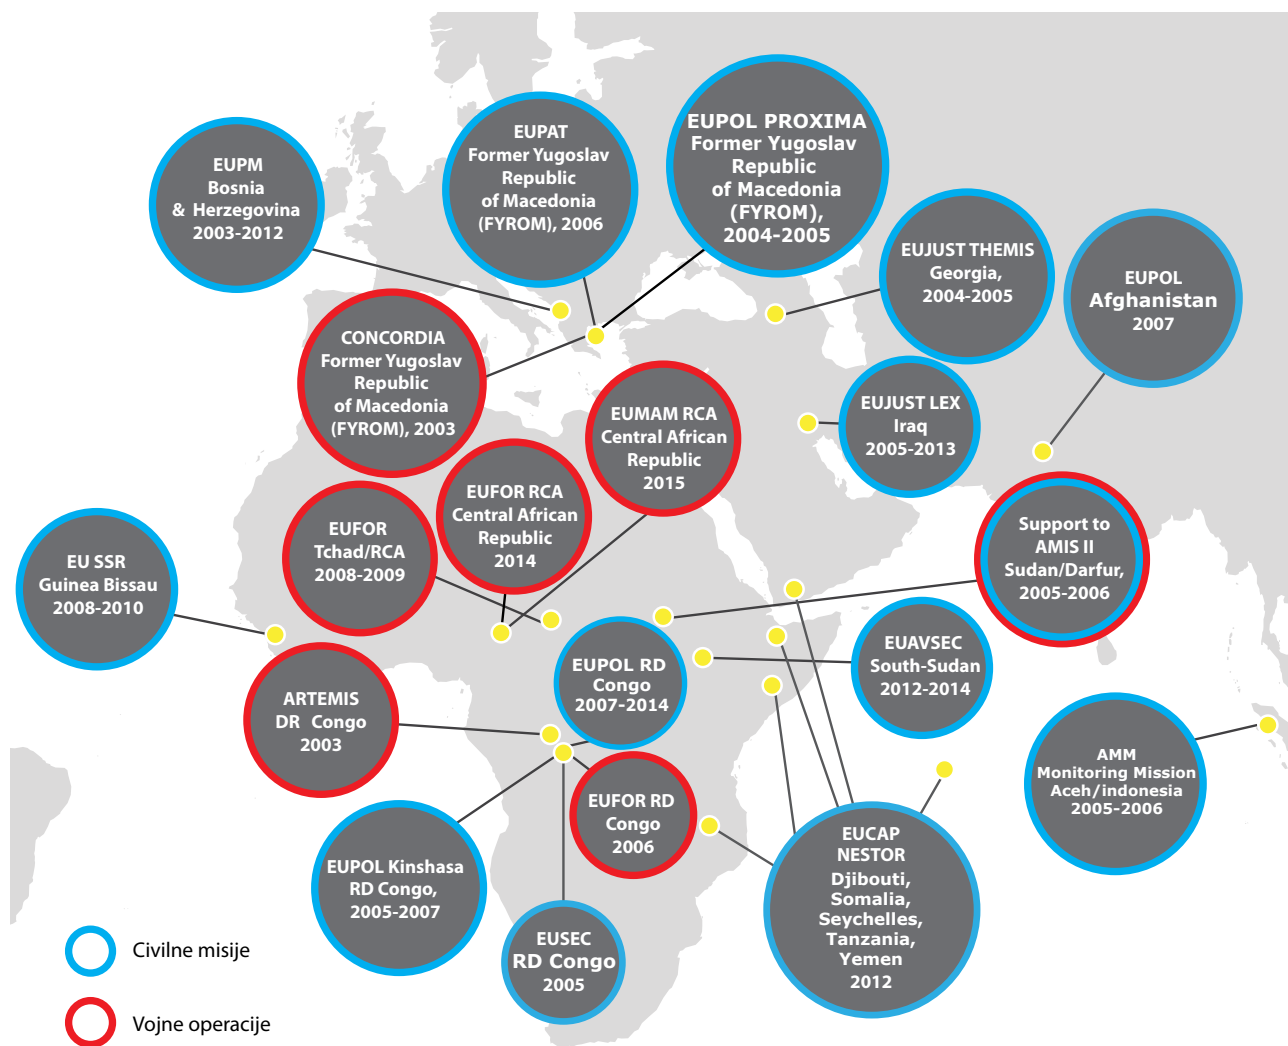 EUPM
Bosnia
& Herzegovina
2003-2012
EUPAT
Former Yugoslav
Republic
of Macedonia
(FYROM), 2006
EUPOL PROXIMA
Former Yugoslav
Republic
of Macedonia
(FYROM),
2004-2005
EUJUST THEMIS
Georgia,
2004-2005
EUPOL
Afghanistan
2007
CONCORDIA
Former Yugoslav
Republic
of Macedonia
(FYROM), 2003
EUMAM RCA
Central African
Republic
2015
EUJUST LEX
Iraq
2005-2013
EUFOR RCA
Central African
Republic
2014
EUFOR
Tchad/RCA
2008-2009
Support to
AMIS II
Sudan/Darfur,
2005-2006
EU SSR
Guinea Bissau
2008-2010
EUPOL RD
Congo
2007-2014
EUAVSEC
South-Sudan
2012-2014
ARTEMIS
DR Congo
2003
AMM
Monitoring Mission
Aceh/indonesia
2005-2006
EUFOR RD
Congo
2006
EUPOL Kinshasa
RD Congo,
2005-2007
EUCAP
NESTOR
Djibouti,
Somalia,
Seychelles,
Tanzania,
Yemen
2012
EUSEC
RD Congo
2005
Civilne misije
Vojne operacije